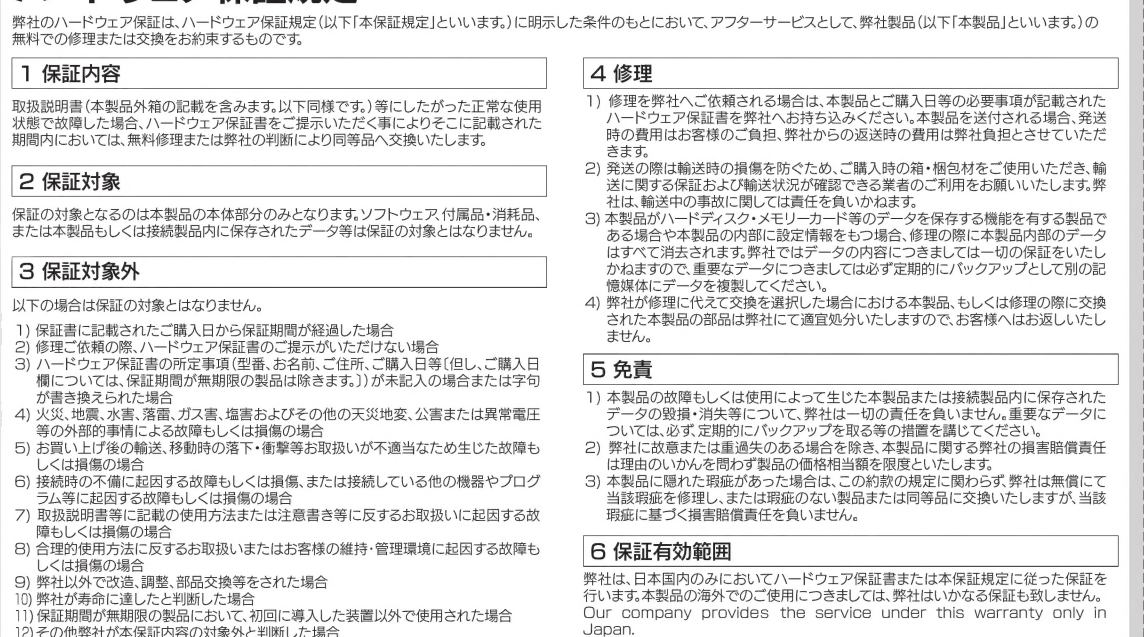 ハードウェア保証規定
弊社のハードウェア保証は、ハードウェア保証規定(以下「本保証規定」といいます。)に明示した条件のもとにおいて、アフターサービスとして、弊社製品(以下「本製品」といいます。)の
無料での修理または交換をお約束するものです。
1 保証内容
取扱説明書(本製品外箱の記載を含みます。以下同様です。)等にしたがった正常な使用
状態で故障した場合、ハードウェア保証書をご提示いただく事によりそこに記載された
期間内においては、無料修理または弊社の判断により同等品へ交換いたします。
2 保証対象
保証の対象となるのは本製品の本体部分のみとなります。ソフトウェア、付属品・消耗品、
または本製品もしくは接続製品内に保存されたデータ等は保証の対象とはなりません。
3 保証対象外
以下の場合は保証の対象とはなりません。
1) 保証書に記載されたご購入日から保証期間が経過した場合
2) 修理ご依頼の際、ハードウェア保証書のご提示がいただけない場合
3) ハードウェア保証書の所定事項(型番、お名前、ご住所、ご購入日等〔但し、ご購入日
欄については、保証期間が無期限の製品は除きます。〕)が未記入の場合または字句
が書き換えられた場合
4) 火災、地震、水害、落雷、ガス害、塩害およびその他の天災地変、公害または異常電圧
等の外部的事情による故障もしくは損傷の場合
5) お買い上げ後の輸送、移動時の落下・衝撃等お取扱いが不適当なため生じた故障も
しくは損傷の場合
6) 接続時の不備に起因する故障もしくは損傷、または接続している他の機器やプログ
ラム等に起因する故障もしくは損傷の場合
7) 取扱説明書等に記載の使用方法または注意書き等に反するお取扱いに起因する故
障もしくは損傷の場合
8) 合理的使用方法に反するお取扱いまたはお客様の維持・管理環境に起因する故障も
しくは損傷の場合
9) 弊社以外で改造、調整、部品交換等をされた場合
10) 弊社が寿命に達したと判断した場合
11) 保証期間が無期限の製品において、初回に導入した装置以外で使用された場合
12) その他弊社が本保証内容の対象外と判断した場合
4 修理
1) 修理を弊社へご依頼される場合は、本製品とご購入日等の必要事項が記載された
ハードウェア保証書を弊社へお持ち込みください。本製品を送付される場合、発送
時の費用はお客様のご負担、弊社からの返送時の費用は弊社負担とさせていただ
きます。
2) 発送の際は輸送時の損傷を防ぐため、ご購入時の箱・梱包材をご使用いただき、輸
送に関する保証および輸送状況が確認できる業者のご利用をお願いいたします。弊
社は、輸送中の事故に関しては責任を負いかねます。
3) 本製品がハードディスク・メモリーカード等のデータを保存する機能を有する製品で
ある場合や本製品の内部に設定情報をもつ場合、修理の際に本製品内部のデータ
はすべて消去されます。弊社ではデータの内容につきましては一切の保証をいたし
かねますので、重要なデータにつきましては必ず定期的にバックアップとして別の記
憶媒体にデータを複製してください。
4) 弊社が修理に代えて交換を選択した場合における本製品、もしくは修理の際に交換
された本製品の部品は弊社にて適宜処分いたしますので、お客様へはお返しいたし
ません。
5 免責
1) 本製品の故障もしくは使用によって生じた本製品または接続製品内に保存された
データの毀損・消失等について、弊社は一切の責任を負いません。重要なデータに
ついては、必ず、定期的にバックアップを取る等の措置を講じてください。
2) 弊社に故意または重過失のある場合を除き、本製品に関する弊社の損害賠償責任
は理由のいかんを問わず製品の価格相当額を限度といたします。
3) 本製品に隠れた瑕疵があった場合は、この約款の規定に関わらず、弊社は無償にて
当該瑕疵を修理し、または瑕疵のない製品または同等品に交換いたしますが、当該
瑕疵に基づく損害賠償責任を負いません。
6 保証有効範囲
弊社は、日本国内のみにおいてハードウェア保証書または本保証規定に従った保証を
行います。本製品の海外でのご使用につきましては、弊社はいかなる保証も致しません。
Our company provides the service under this warranty only in
Japan.